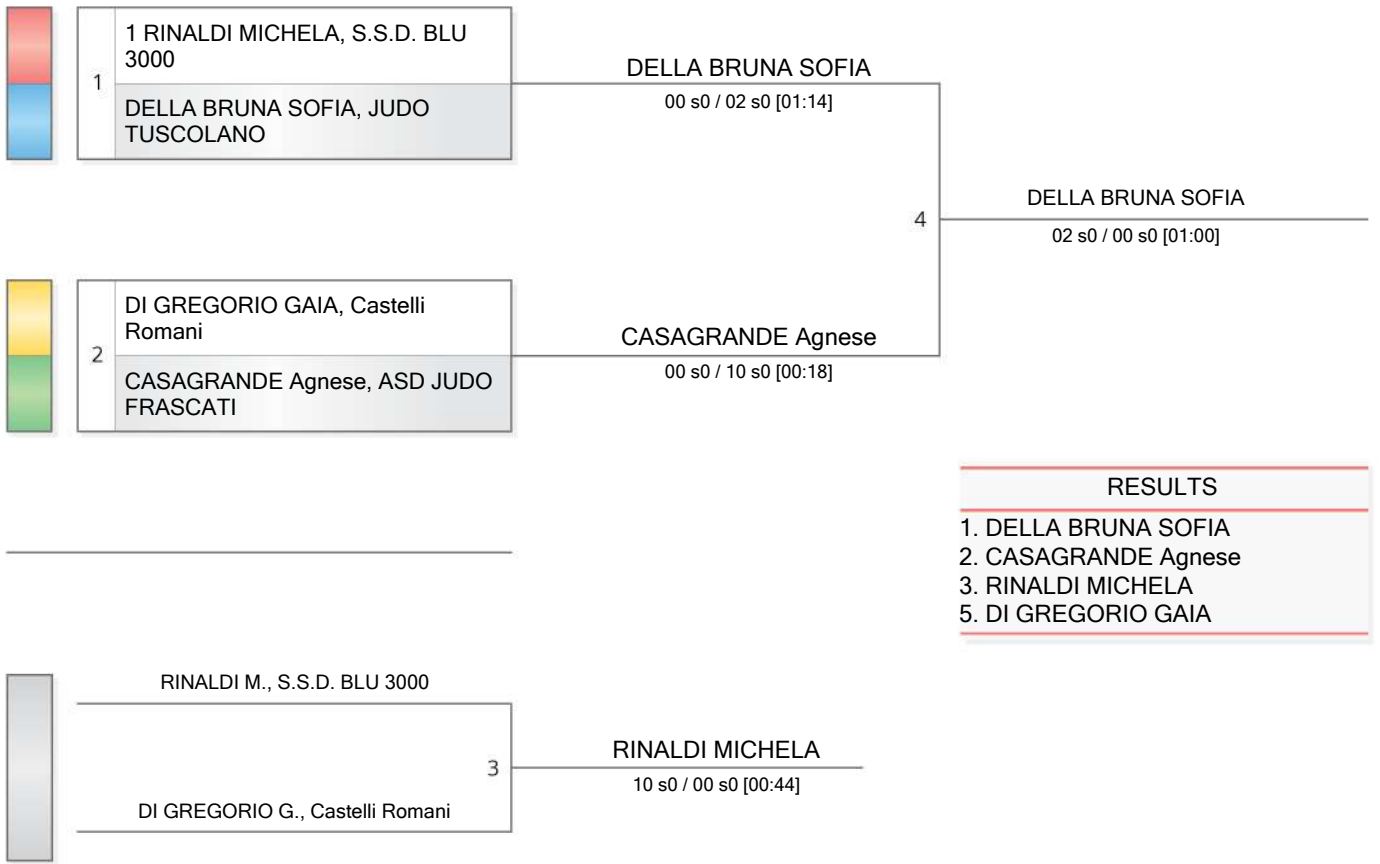 1 RINALDI MICHELA, S.S.D. BLU
3000
1
DELLA BRUNA SOFIA, JUDO
TUSCOLANO
DELLA BRUNA SOFIA
00 s0 / 02 s0 [01:14]
DELLA BRUNA SOFIA
4
02 s0 / 00 s0 [01:00]
DI GREGORIO GAIA, Castelli
Romani
2
CASAGRANDE Agnese, ASD JUDO
FRASCATI
CASAGRANDE Agnese
00 s0 / 10 s0 [00:18]
RESULTS
1. DELLA BRUNA SOFIA
2. CASAGRANDE Agnese
3. RINALDI MICHELA
5. DI GREGORIO GAIA
RINALDI M., S.S.D. BLU 3000
3
DI GREGORIO G., Castelli Romani
RINALDI MICHELA
10 s0 / 00 s0 [00:44]